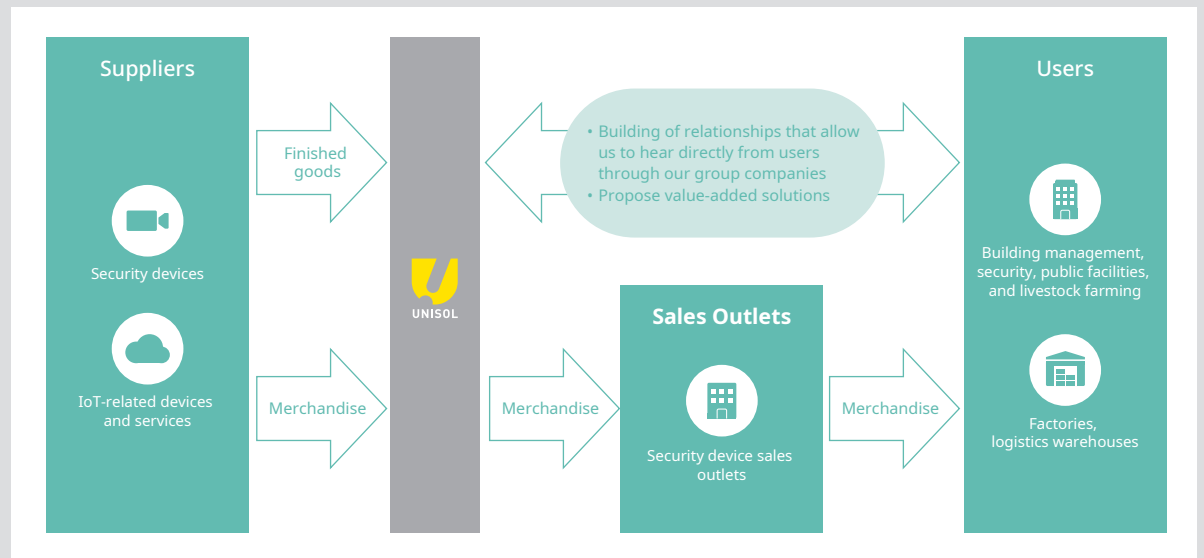 Suppliers
Security devices
IoT-related devices
and services
Finished
goods
Merchandise
UNISOL
• Building of relationships that allow
us to hear directly from users
through our group companies
• Propose value-added solutions
Merchandise
Sales Outlets
Security device sales
outlets
Merchandise
Users
Building management,
security, public facilities,
and livestock farming
Factories,
logistics warehouses